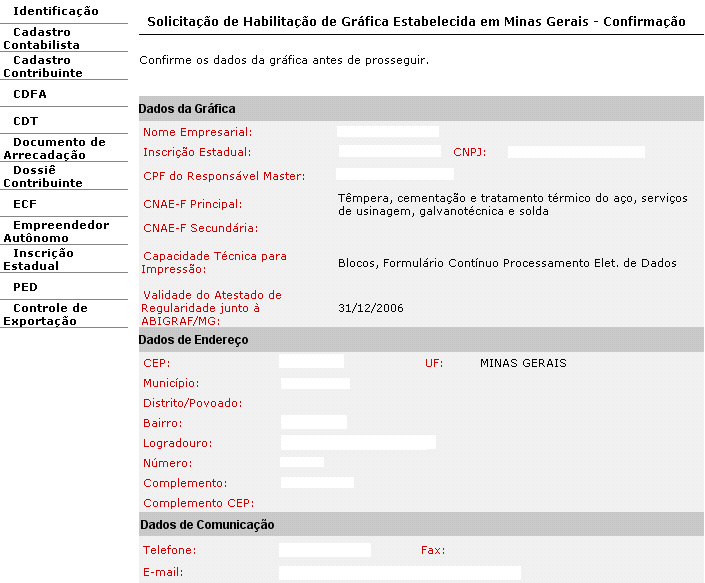 Identificação
Cadastro
Contabilista
Cadastro
Contribuinte
CDFA
CDT
Documento de
Arrecadação
Dossiê
Contribuinte
ECF
Empreendedor
Autônomo
Inscrição
Estadual
PED
Controle de
Exportação
Solicitação de Habilitação de Gráfica Estabelecida em Minas Gerais - Confirmação
Confirme os dados da gráfica antes de prosseguir.
Dados da Gráfica
Nome Empresarial:
Inscrição Estadual: CNPJ:
CPF do Responsável Master:
CNAE-F Principal: Têmpera, cementação e tratamento térmico do aço, serviços
de usinagem, galvanotécnica e solda
CNAE-F Secundária:
Capacidade Técnica para
Impressão: Blocos, Formulário Contínuo Processamento Elet. de Dados
Validade do Atestado de
Regularidade junto à 31/12/2006
ABIGRAF/MG:
Dados de Endereço
CEP: UF: MINAS GERAIS
Município:
Distrito/Povoado:
Bairro:
Logradouro:
Número:
Complemento:
Complemento CEP:
Dados de Comunicação
Telefone: Fax:
E-mail: